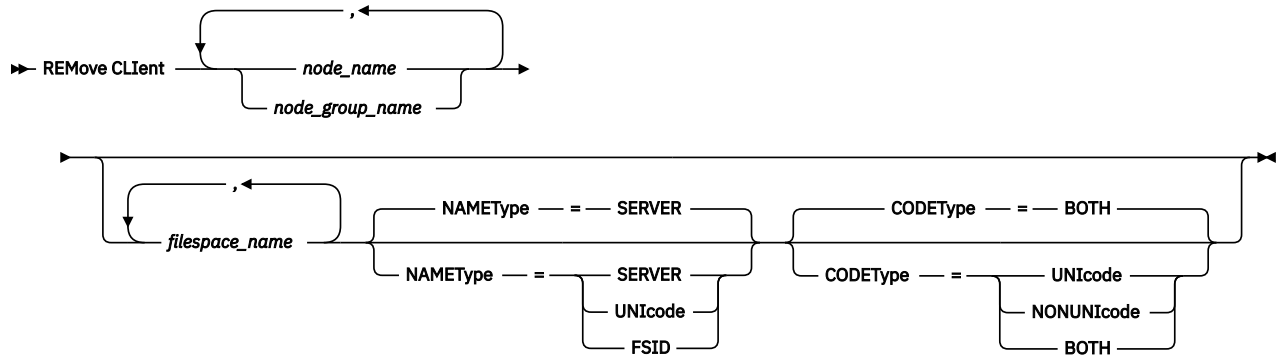 ,
REMove CLIent node_name
node_group_name
,
NAMEType = SERVER CODEType = BOTH
filespace_name
NAMEType = SERVER CODEType = UNIcode
UNIcode NONUNIcode
FSID BOTH